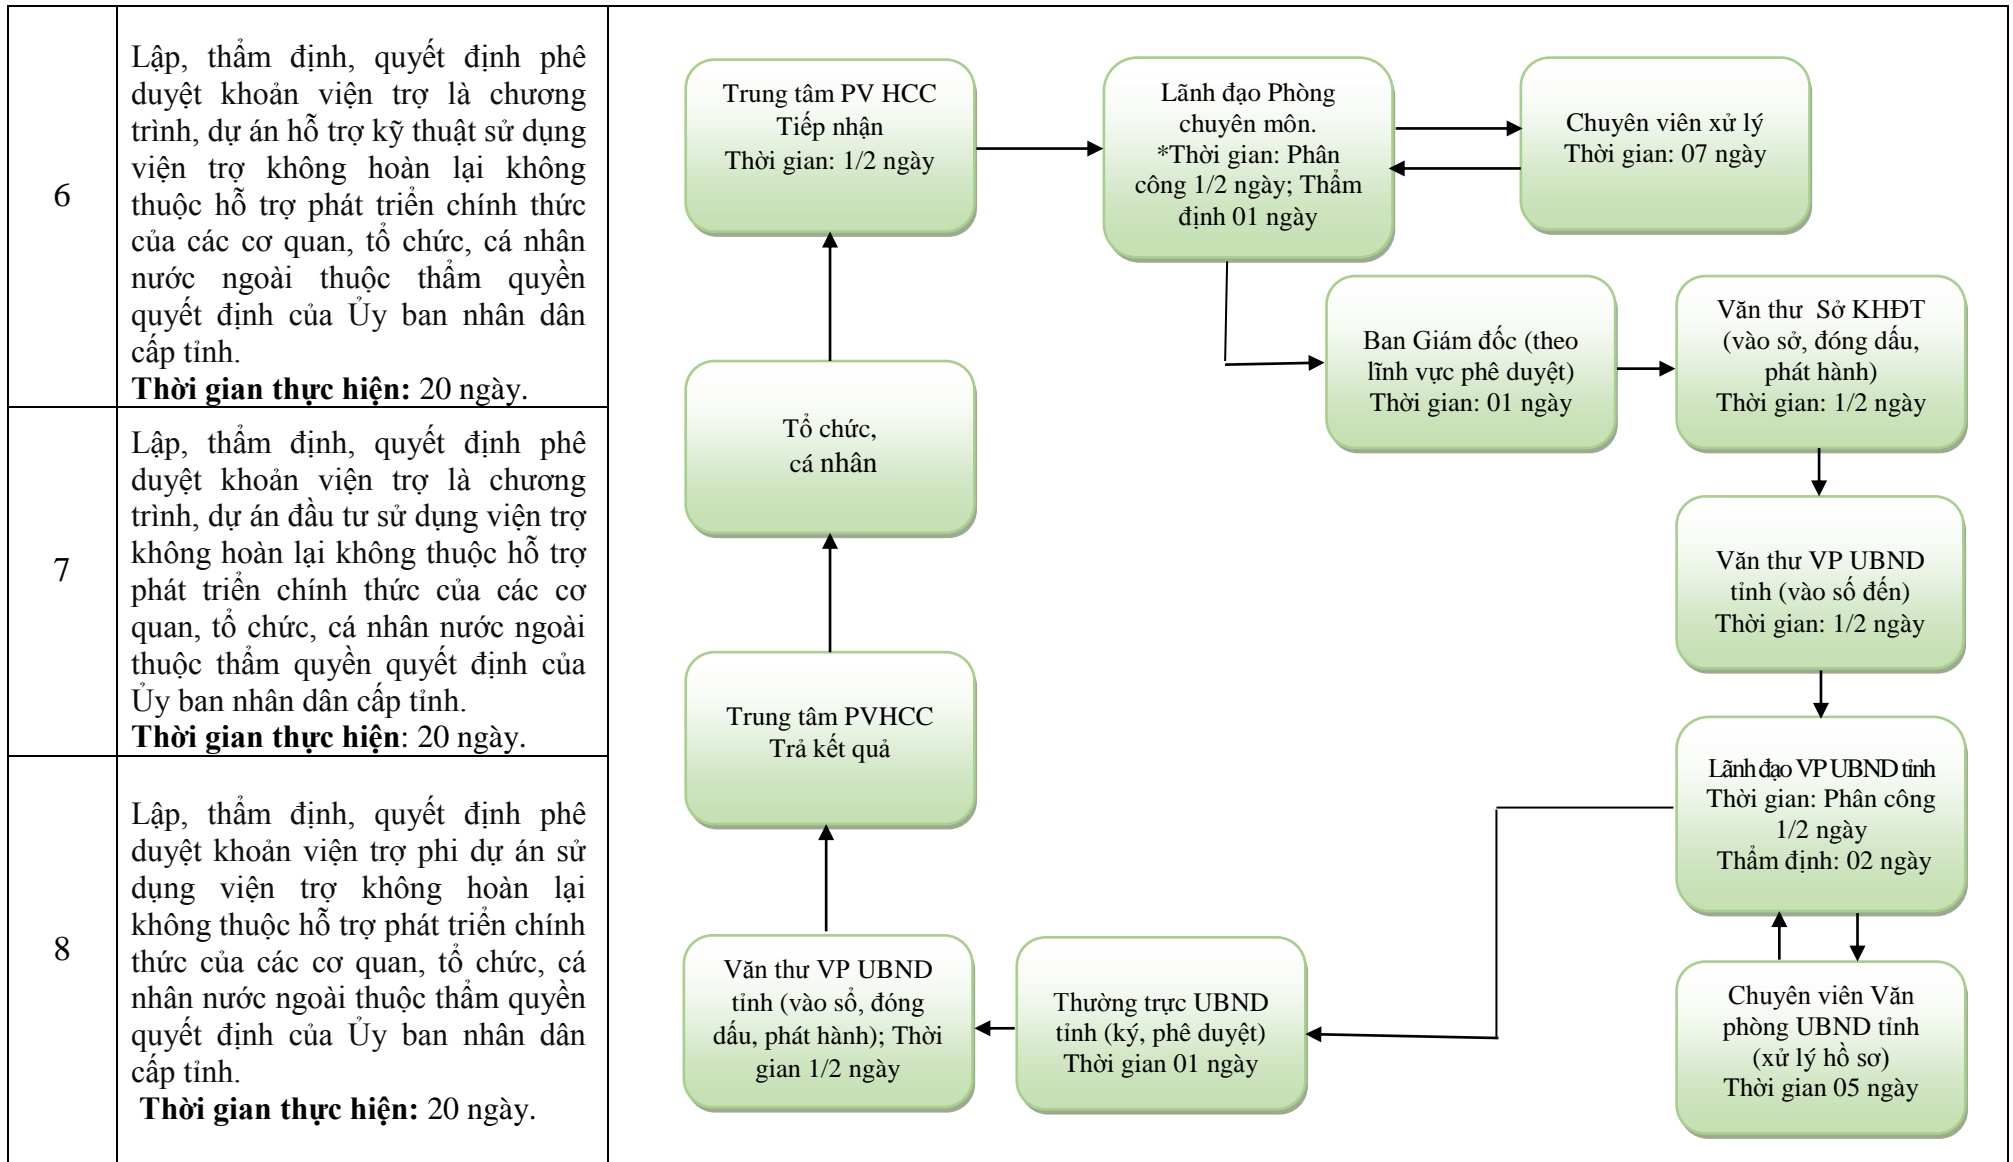 6
Lập, thẩm định, quyết định phê
duyệt khoản viện trợ là chương
trình, dự án hỗ trợ kỹ thuật sử dụng
viện trợ không hoàn lại không
thuộc hỗ trợ phát triển chính thức
của các cơ quan, tổ chức, cá nhân
nước ngoài thuộc thẩm quyền
quyết định của Ủy ban nhân dân
cấp tỉnh.
Thời gian thực hiện: 20 ngày.
7
Lập, thẩm định, quyết định phê
duyệt khoản viện trợ là chương
trình, dự án đầu tư sử dụng viện trợ
không hoàn lại không thuộc hỗ trợ
phát triển chính thức của các cơ
quan, tổ chức, cá nhân nước ngoài
thuộc thẩm quyền quyết định của
Ủy ban nhân dân cấp tỉnh.
Thời gian thực hiện: 20 ngày.
8
Lập, thẩm định, quyết định phê
duyệt khoản viện trợ phi dự án sử
dụng viện trợ không hoàn lại
không thuộc hỗ trợ phát triển chính
thức của các cơ quan, tổ chức, cá
nhân nước ngoài thuộc thẩm quyền
quyết định của Ủy ban nhân dân
cấp tỉnh.
Thời gian thực hiện: 20 ngày.
Trung tâm PV HCC
Tiếp nhận
Thời gian: 1/2 ngày
Lãnh đạo Phòng
chuyên môn.
*Thời gian: Phân
công 1/2 ngày; Thẩm
định 01 ngày
Chuyên viên xử lý
Thời gian: 07 ngày
Ban Giám đốc (theo
lĩnh vực phê duyệt)
Thời gian: 01 ngày
Văn thư Sở KHĐT
(vào sở, đóng dấu,
phát hành)
Thời gian: 1/2 ngày
Tổ chức,
cá nhân
Văn thư VP UBND
tỉnh (vào số đến)
Thời gian: 1/2 ngày
Trung tâm PVHCC
Trả kết quả
Lãnh đạo VP UBND tỉnh
Thời gian: Phân công
1/2 ngày
Thẩm định: 02 ngày
Văn thư VP UBND
tỉnh (vào sổ, đóng
dấu, phát hành); Thời
gian 1/2 ngày
Thường trực UBND
tỉnh (ký, phê duyệt)
Thời gian 01 ngày
Chuyên viên Văn
phòng UBND tỉnh
(xử lý hồ sơ)
Thời gian 05 ngày